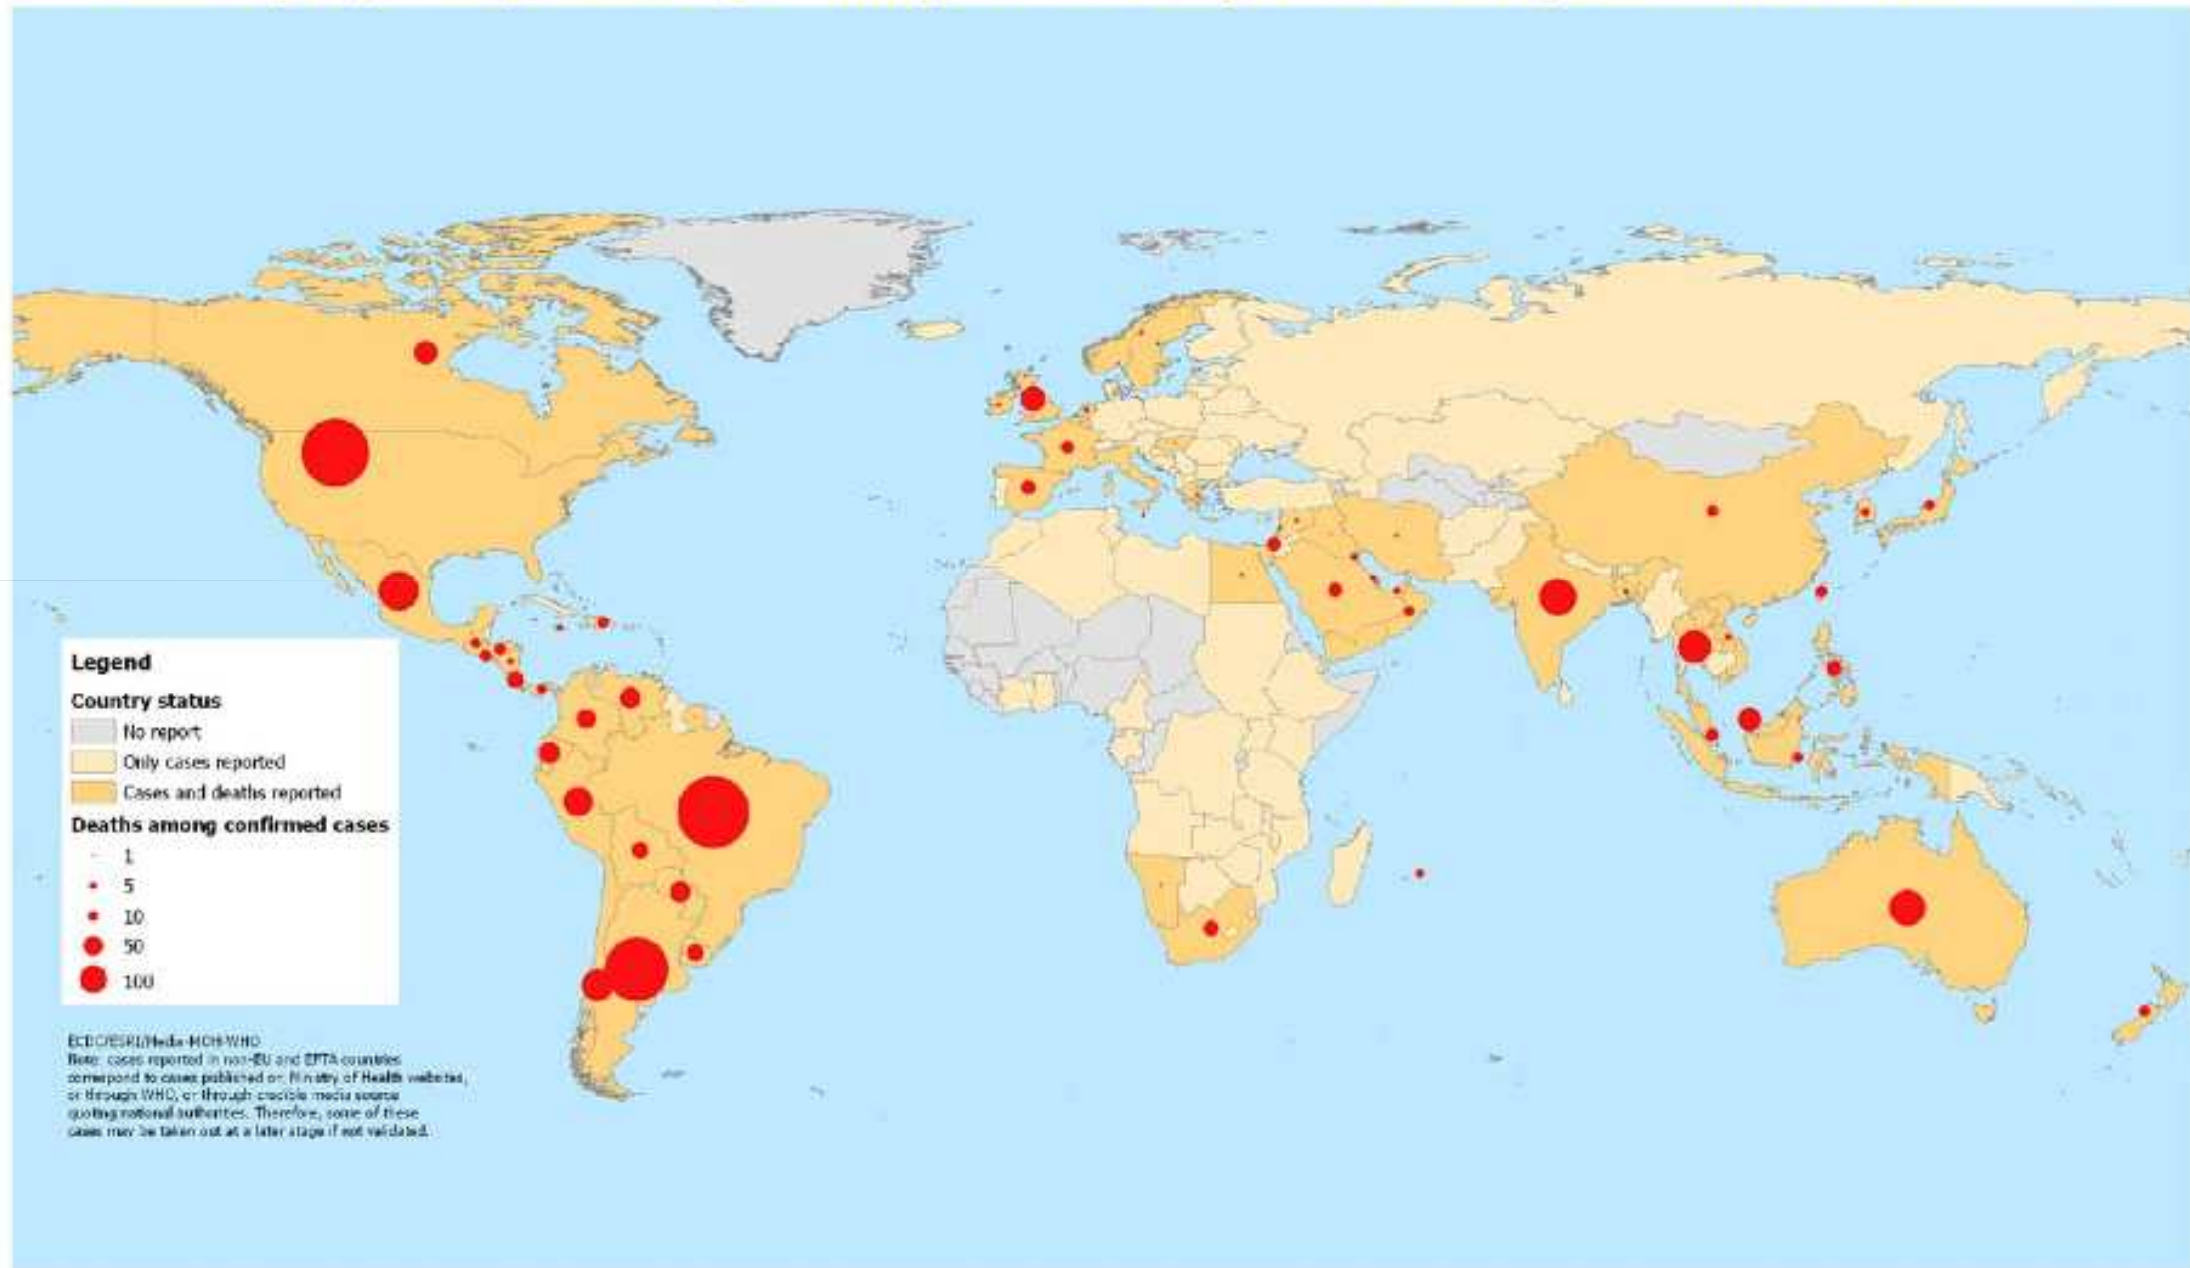 Legend
Country status
No report
Only cases reported
Cases and deaths reported
Deaths among confirmed cases
1
5
10
50
100
ECDC/ESRI/Media-MOH-WHO
Note: cases reported in non-EU and EFTA countries
correspond to cases published on Ministry of Health websites,
or through WHO, or through credible media source
quoting national authorities. Therefore, some of these
cases may be taken out at a later stage if not validated.